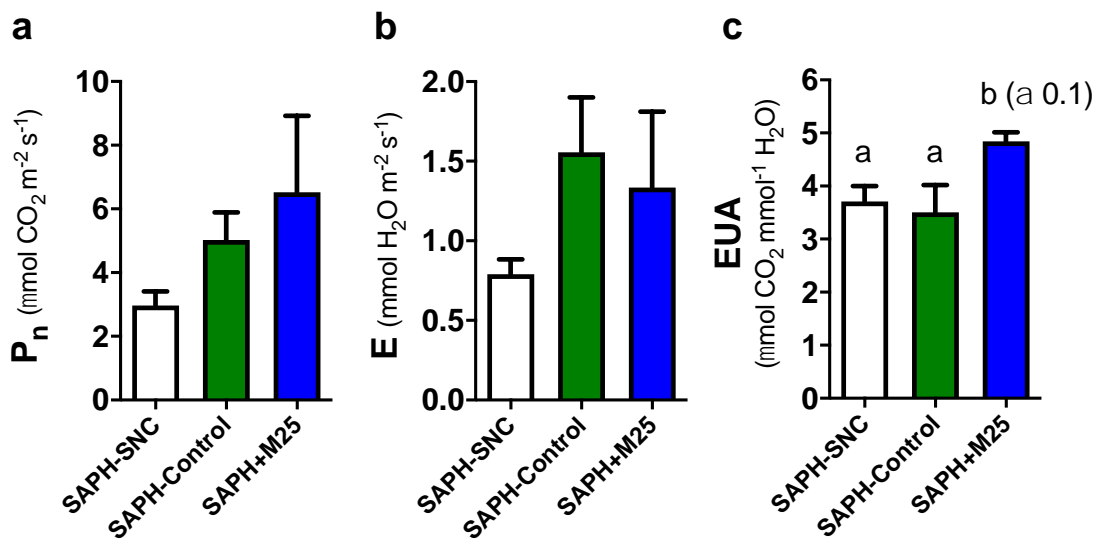 a
b
c
10
8
6
4
2
0
Pn (mmol CO2 m-2 s-1)
SAPH-SNC
SAPH-Control
SAPH+M25
2.0
1.5
1.0
0.5
0.0
E (mmol H2O m-2 s-1)
SAPH-SNC
SAPH-Control
SAPH+M25
6
5
4
3
2
1
0
EUA
(mmol CO2 mmol-1 H2O)
a
a
b (a 0.1)
SAPH-SNC
SAPH-Control
SAPH+M25